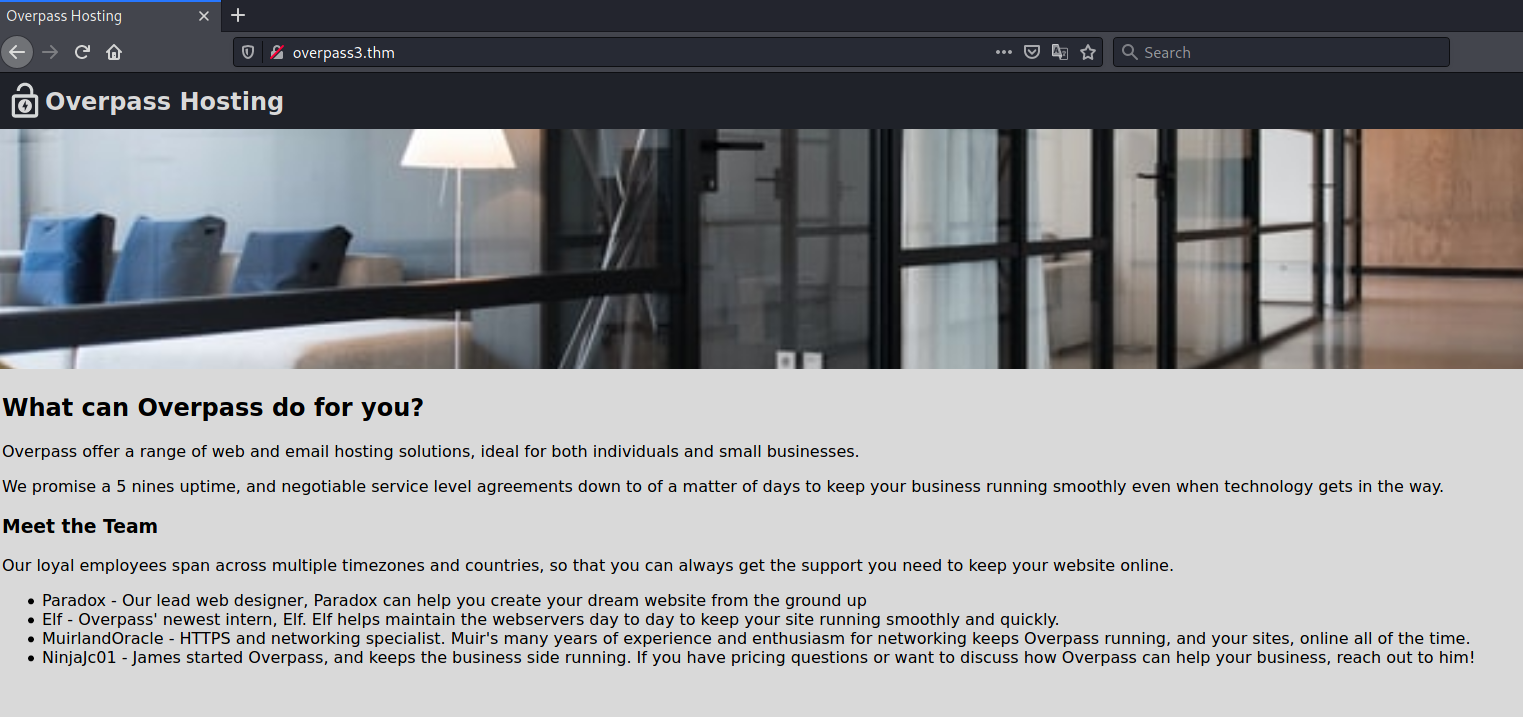 Overpass Hosting
overpass3.thm
Search
Overpass Hosting
What can Overpass do for you?
Overpass offer a range of web and email hosting solutions, ideal for both individuals and small businesses.
We promise a 5 nines uptime, and negotiable service level agreements down to of a matter of days to keep your business running smoothly even when technology gets in the way.
Meet the Team
Our loyal employees span across multiple timezones and countries, so that you can always get the support you need to keep your website online.
• Paradox - Our lead web designer, Paradox can help you create your dream website from the ground up
• Elf - Overpass' newest intern, Elf. Elf helps maintain the webservers day to day to keep your site running smoothly and quickly.
• MuirlandOracle - HTTPS and networking specialist. Muir's many years of experience and enthusiasm for networking keeps Overpass running, and your sites, online all of the time.
• NinjaJc01 - James started Overpass, and keeps the business side running. If you have pricing questions or want to discuss how Overpass can help your business, reach out to him!